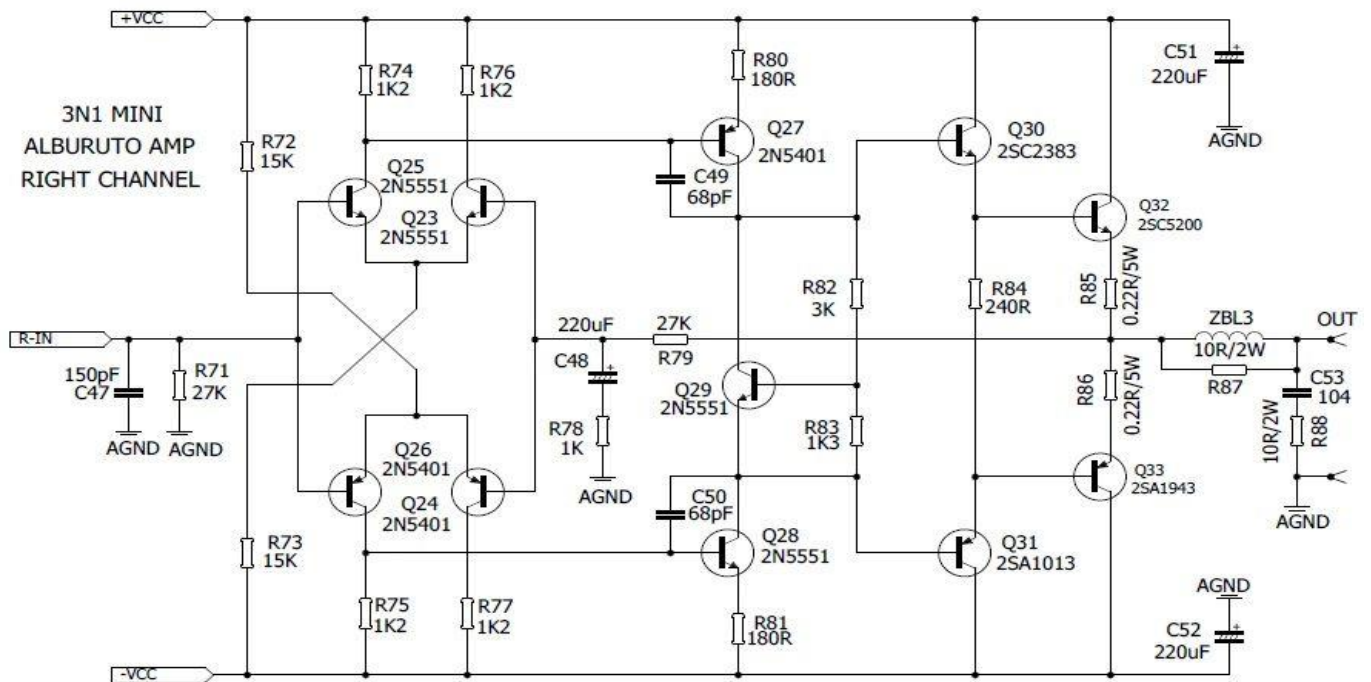 +VCC
3N1 MINI
ALBURUTO AMP
RIGHT CHANNEL
R72
15K
R74
1K2
R76
1K2
R80
180R
C51
+
220uF
AGND
Q25
2N5551
Q23
2N5551
C49
68pF
Q27
2N5401
Q30
2SC2383
Q32
2SC5200
R82
3K
R84
240R
R85
0.22R/5W
R-IN
150pF
C47
AGND
R71
27K
AGND
220uF
C48
+
27K
R79
ZBL3
10R/2W
R87
OUT
R78
1K
AGND
Q29
2N5551
R83
1K3
R86
0.22R/5W
C53
104
10R/2W
R88
AGND
Q26
2N5401
Q24
2N5401
C50
68pF
Q28
2N5551
Q31
2SA1013
Q33
2SA1943
R73
15K
R75
1K2
R77
1K2
R81
180R
AGND
C52
+
220uF
-VCC